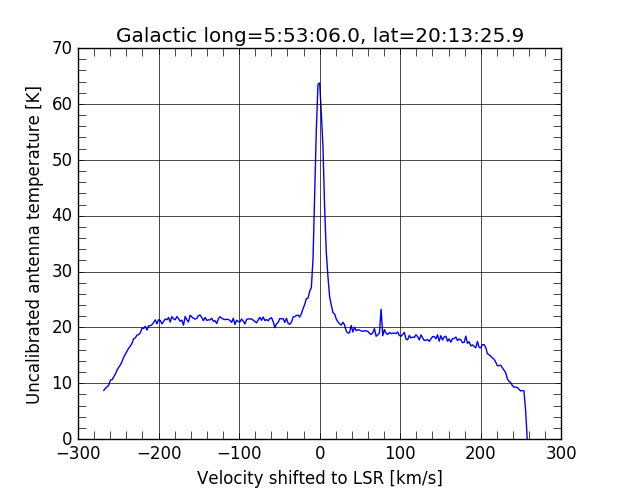 Galactic long=5:53:06.0, lat=20:13:25.9
70
60
50
40
30
20
10
0
Uncalibrated antenna temperature [K]
−300 −200 −100 0 100 200 300
Velocity shifted to LSR [km/s]